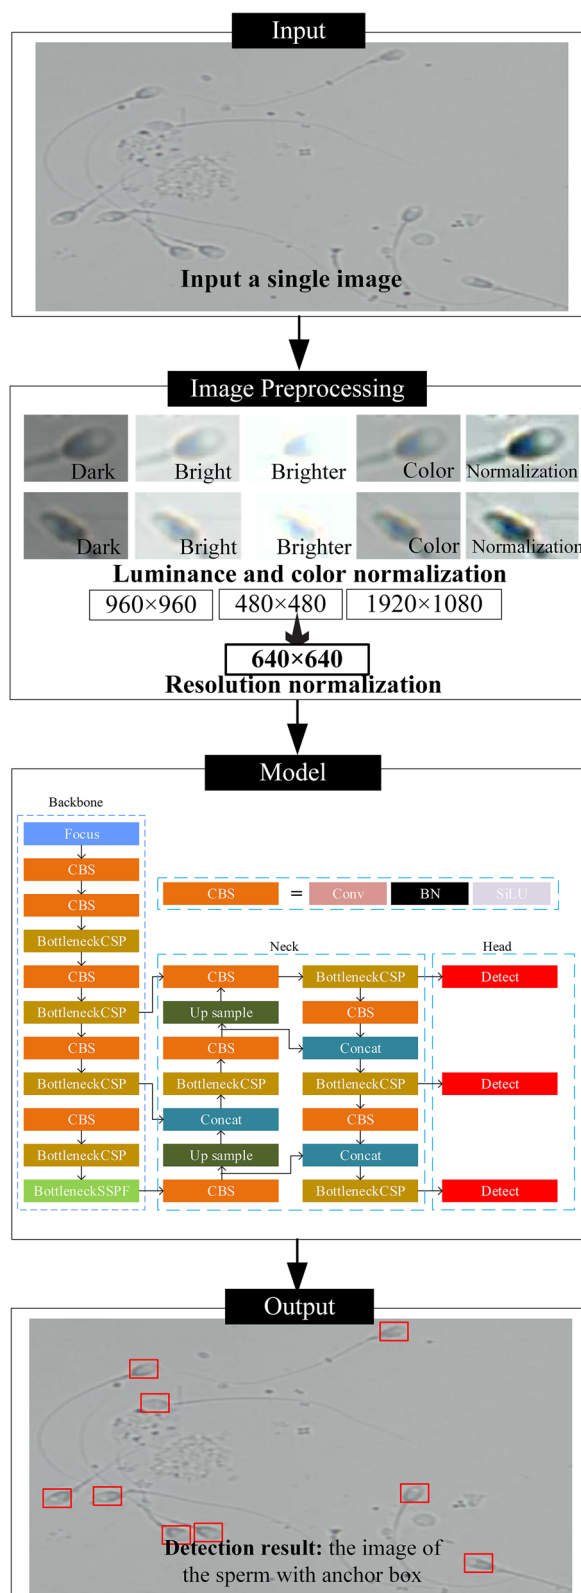 Input
Input a single image
Image Preprocessing
Dark Bright Brighter Color Normalization
Dark Bright Brighter Color Normalization
Luminance and color normalization
960×960 480×480 1920×1080
640×640
Resolution normalization
Model
Backbone
Focus
CBS
CBS
BottleneckCSP
CBS
BottleneckCSP
CBS
BottleneckCSP
CBS
BottleneckCSP
BottleneckSSPF
CBS = Conv BN SiLU
Neck
CBS
Up sample
CBS
BottleneckCSP
Concat
Up sample
CBS
BottleneckCSP
CBS
Concat
BottleneckCSP
CBS
Concat
BottleneckCSP
Head
Detect
Detect
Detect
Output
Detection result: the image of
the sperm with anchor box